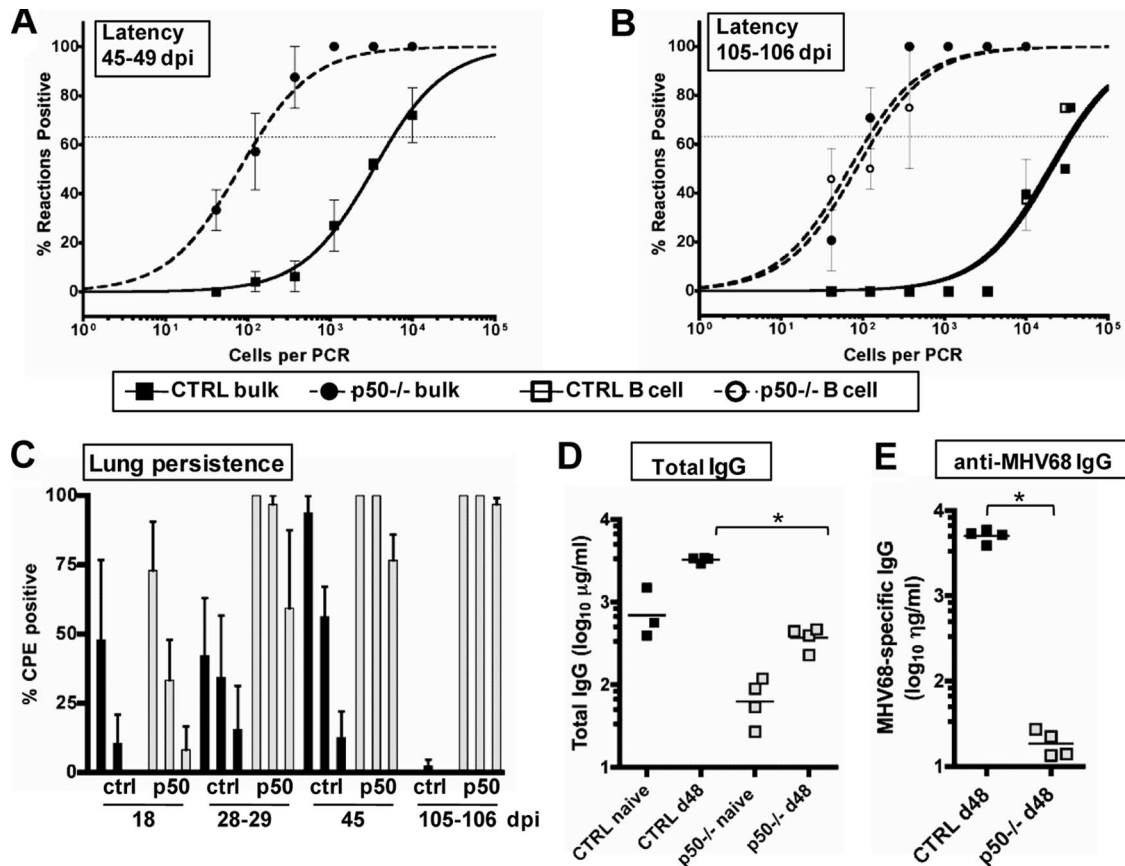 A
Latency
45-49 dpi
% Reactions Positive
100
80
60
40
20
0
10⁰ 10¹ 10² 10³ 10⁴ 10⁵
Cells per PCR
B
Latency
105-106 dpi
% Reactions Positive
100
80
60
40
20
0
10⁰ 10¹ 10² 10³ 10⁴ 10⁵
Cells per PCR
CTRL bulk p50-/- bulk CTRL B cell p50-/- B cell
C
Lung persistence
% CPE positive
100
75
50
25
0
ctrl p50 ctrl p50 ctrl p50 ctrl p50
18 28-29 45 105-106 dpi
D
Total IgG
*
Total IgG (log₁₀ µg/ml)
4
3
2
1
CTRL naive
CTRL d48
p50-/- naive
p50-/- d48
E
anti-MHV68 IgG
*
MHV68-specific IgG
(log₁₀ ηg/ml)
4
3
2
1
CTRL d48
p50-/- d48